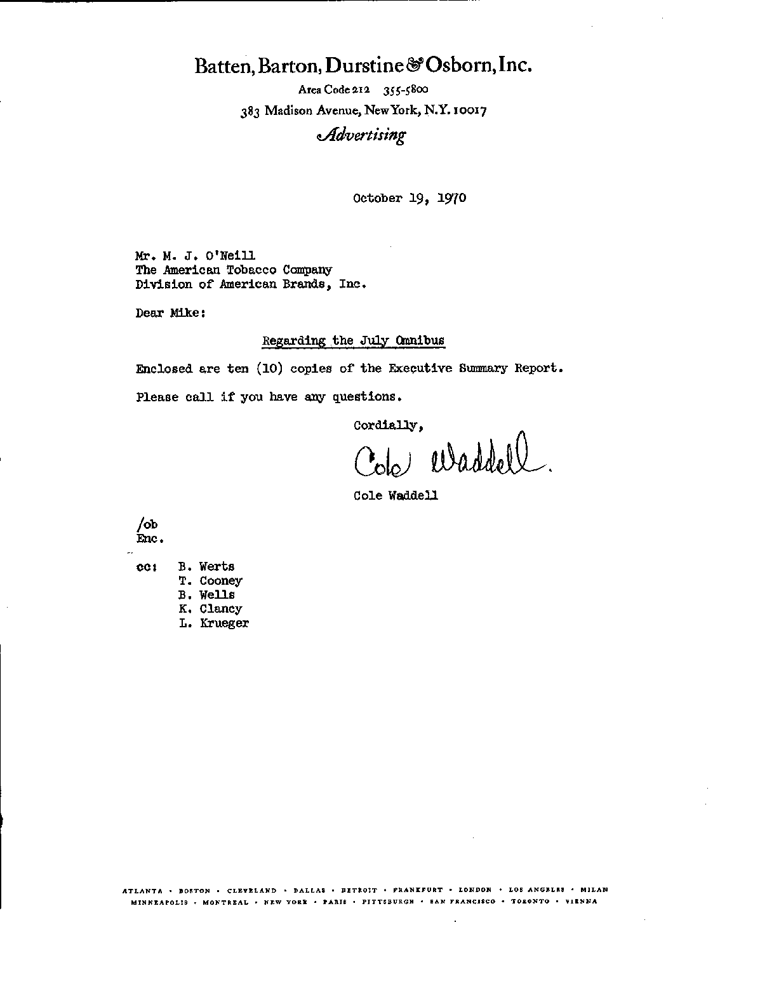 Batten, Barton, Durstine & Osborn, Inc.
Area Code 212 355-5800
383 Madison Avenue, New York, N.Y. 10017
Advertising
October 19, 1970
Mr. M. J. O'Neill
The American Tobacco Company
Division of American Brands, Inc.
Dear Mike:
Regarding the July Omnibus
Enclosed are ten (10) copies of the Executive Summary Report.
Please call if you have any questions.
Cordially,
Cole Waddell.
Cole Waddell
/ob
Enc.
cc: B. Werts
T. Cooney
B. Wells
K. Clancy
L. Krueger
ATLANTA • BOSTON • CLEVELAND • DALLAS • DETROIT • FRANKFURT • LONDON • LOS ANGELES • MILAN
MINNEAPOLIS • MONTREAL • NEW YORK • PARIS • PITTSBURGH • SAN FRANCISCO • TORONTO • VIENNA